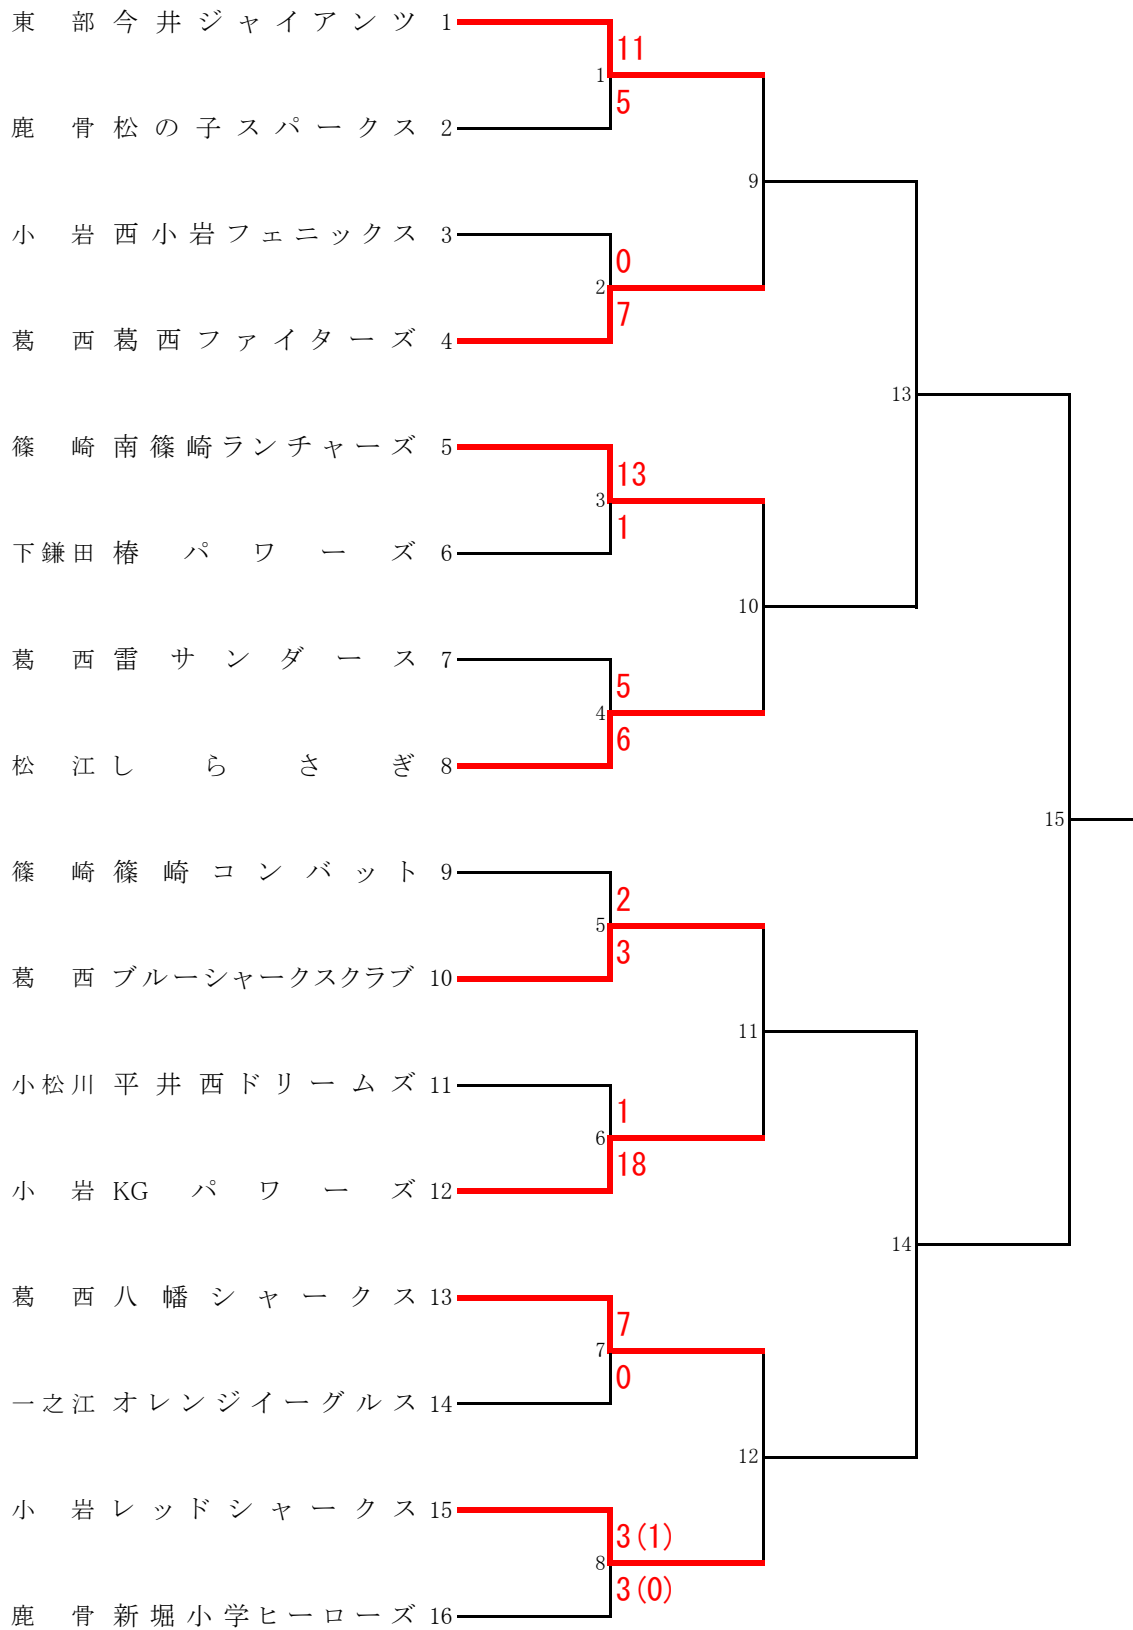 東部 今井ジャイアンツ 1
11
1
5
鹿骨 松の子スパークス 2
9
小岩 西小岩フェニックス 3
0
2
7
葛西 葛西ファイターズ 4
13
篠崎 南篠崎ランチャーズ 5
13
3
1
下鎌田 椿パワーズ 6
10
葛西 雷サンダース 7
5
4
6
松江 しらさぎ 8
15
篠崎 篠崎コンバット 9
2
5
3
葛西 ブルーシャークスクラブ 10
11
小松川 平井西ドリームズ 11
1
6
18
小岩 KGパワーズ 12
14
葛西 八幡シャークス 13
7
7
0
一之江 オレンジイーグルス 14
12
小岩 レッドシャークス 15
3(1)
8
3(0)
鹿骨 新堀小学ヒーローズ 16